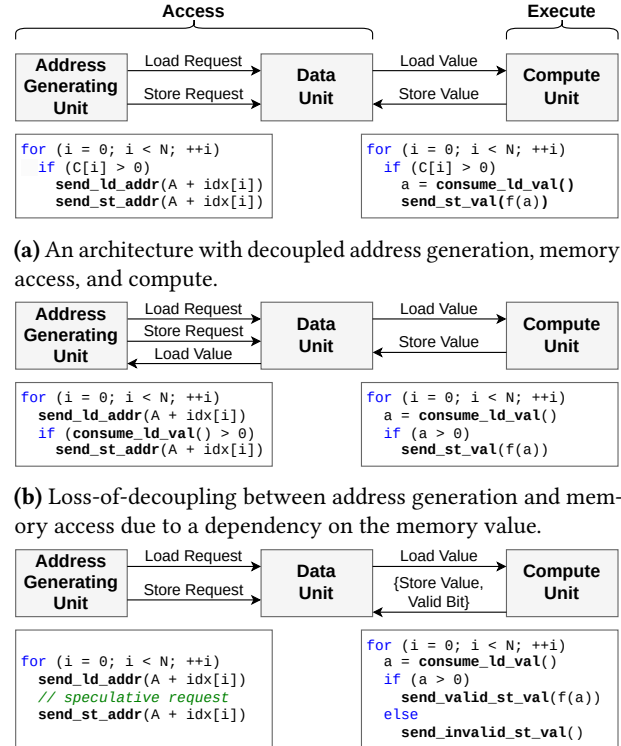 Access
Execute
Address
Generating
Unit
Load Request
Store Request
Data
Unit
Load Value
Store Value
Compute
Unit
for (i = 0; i < N; ++i)
  if (C[i] > 0)
    send_ld_addr(A + idx[i])
    send_st_addr(A + idx[i])
for (i = 0; i < N; ++i)
  if (C[i] > 0)
    a = consume_ld_val()
    send_st_val(f(a))
(a) An architecture with decoupled address generation, memory
access, and compute.
Address
Generating
Unit
Load Request
Store Request
Load Value
Data
Unit
Load Value
Store Value
Compute
Unit
for (i = 0; i < N; ++i)
  send_ld_addr(A + idx[i])
  if (consume_ld_val() > 0)
    send_st_addr(A + idx[i])
for (i = 0; i < N; ++i)
  a = consume_ld_val()
  if (a > 0)
    send_st_val(f(a))
(b) Loss-of-decoupling between address generation and mem-
ory access due to a dependency on the memory value.
Address
Generating
Unit
Load Request
Store Request
Data
Unit
Load Value
{Store Value,
Valid Bit}
Compute
Unit
for (i = 0; i < N; ++i)
  send_ld_addr(A + idx[i])
  // speculative request
  send_st_addr(A + idx[i])
for (i = 0; i < N; ++i)
  a = consume_ld_val()
  if (a > 0)
    send_valid_st_val(f(a))
  else
    send_invalid_st_val()